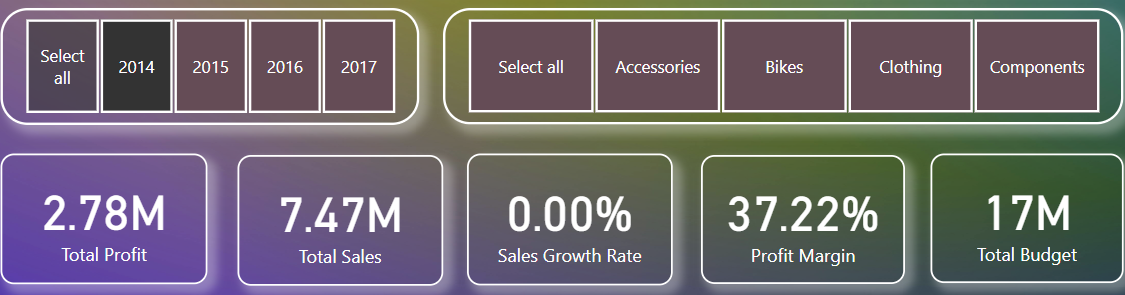 Select all
2014
2015
2016
2017
Select all
Accessories
Bikes
Clothing
Components
2.78M
Total Profit
7.47M
Total Sales
0.00%
Sales Growth Rate
37.22%
Profit Margin
17M
Total Budget